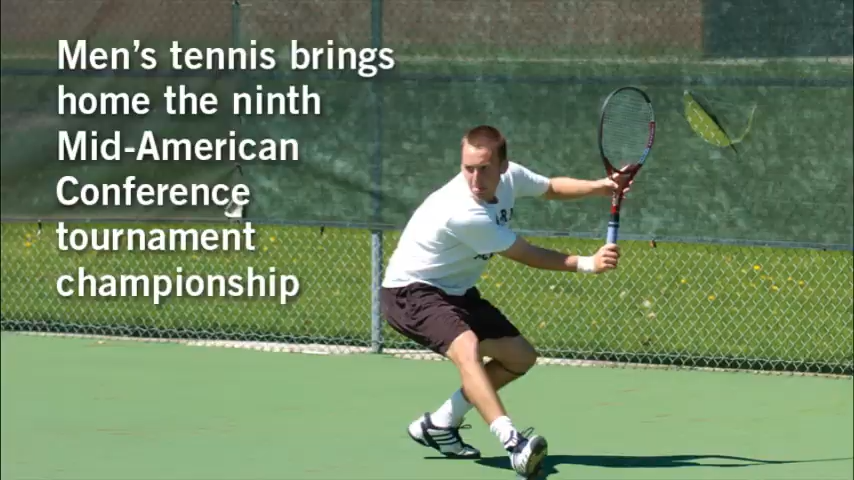 Men's tennis brings
home the ninth
Mid-American
Conference
tournament
championship